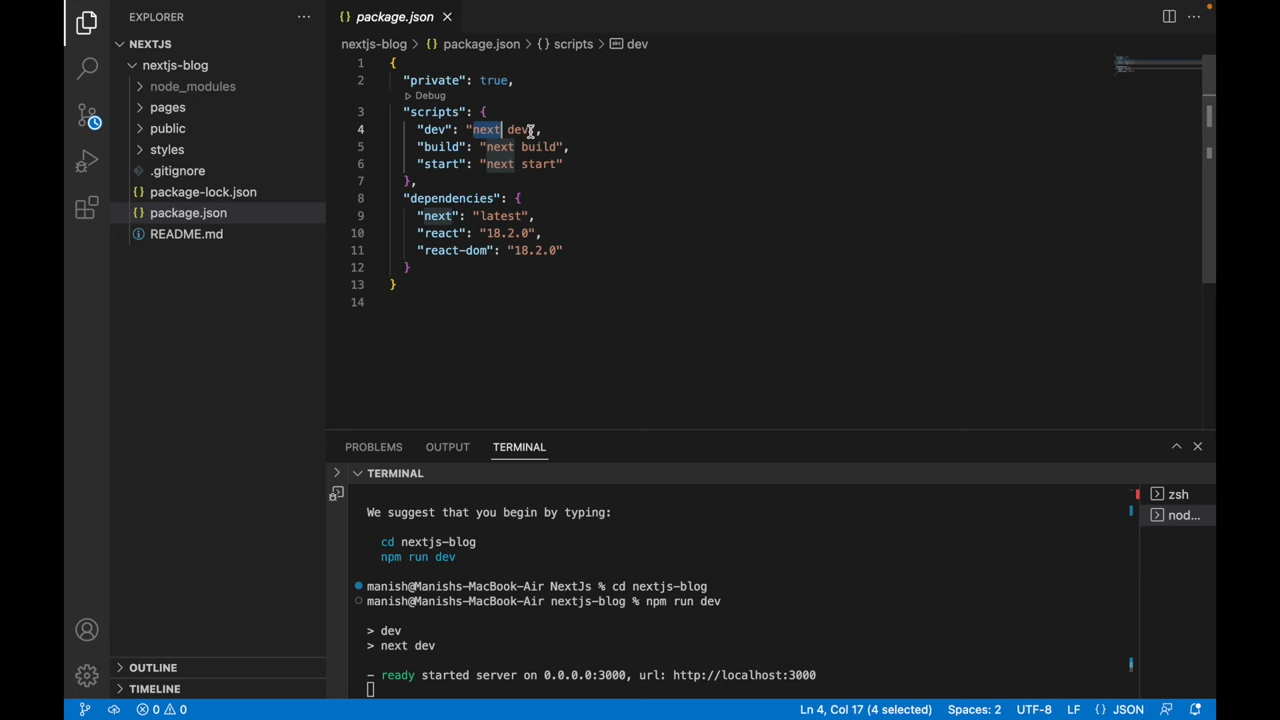 EXPLORER
NEXTJS
nextjs-blog
node_modules
pages
public
styles
.gitignore
package-lock.json
package.json
README.md
OUTLINE
TIMELINE
package.json
nextjs-blog > package.json > {} scripts > dev
1 {
2 "private": true,
Debug
3 "scripts": {
4 "dev": "next dev",
5 "build": "next build",
6 "start": "next start"
7 },
8 "dependencies": {
9 "next": "latest",
10 "react": "18.2.0",
11 "react-dom": "18.2.0"
12 }
13 }
14
PROBLEMS OUTPUT TERMINAL
TERMINAL
We suggest that you begin by typing:
cd nextjs-blog
npm run dev
manish@Manishs-MacBook-Air NextJs % cd nextjs-blog
manish@Manishs-MacBook-Air nextjs-blog % npm run dev
> dev
> next dev
- ready started server on 0.0.0.0:3000, url: http://localhost:3000
zsh
nod...
0 0 Ln 4, Col 17 (4 selected) Spaces: 2 UTF-8 LF {} JSON